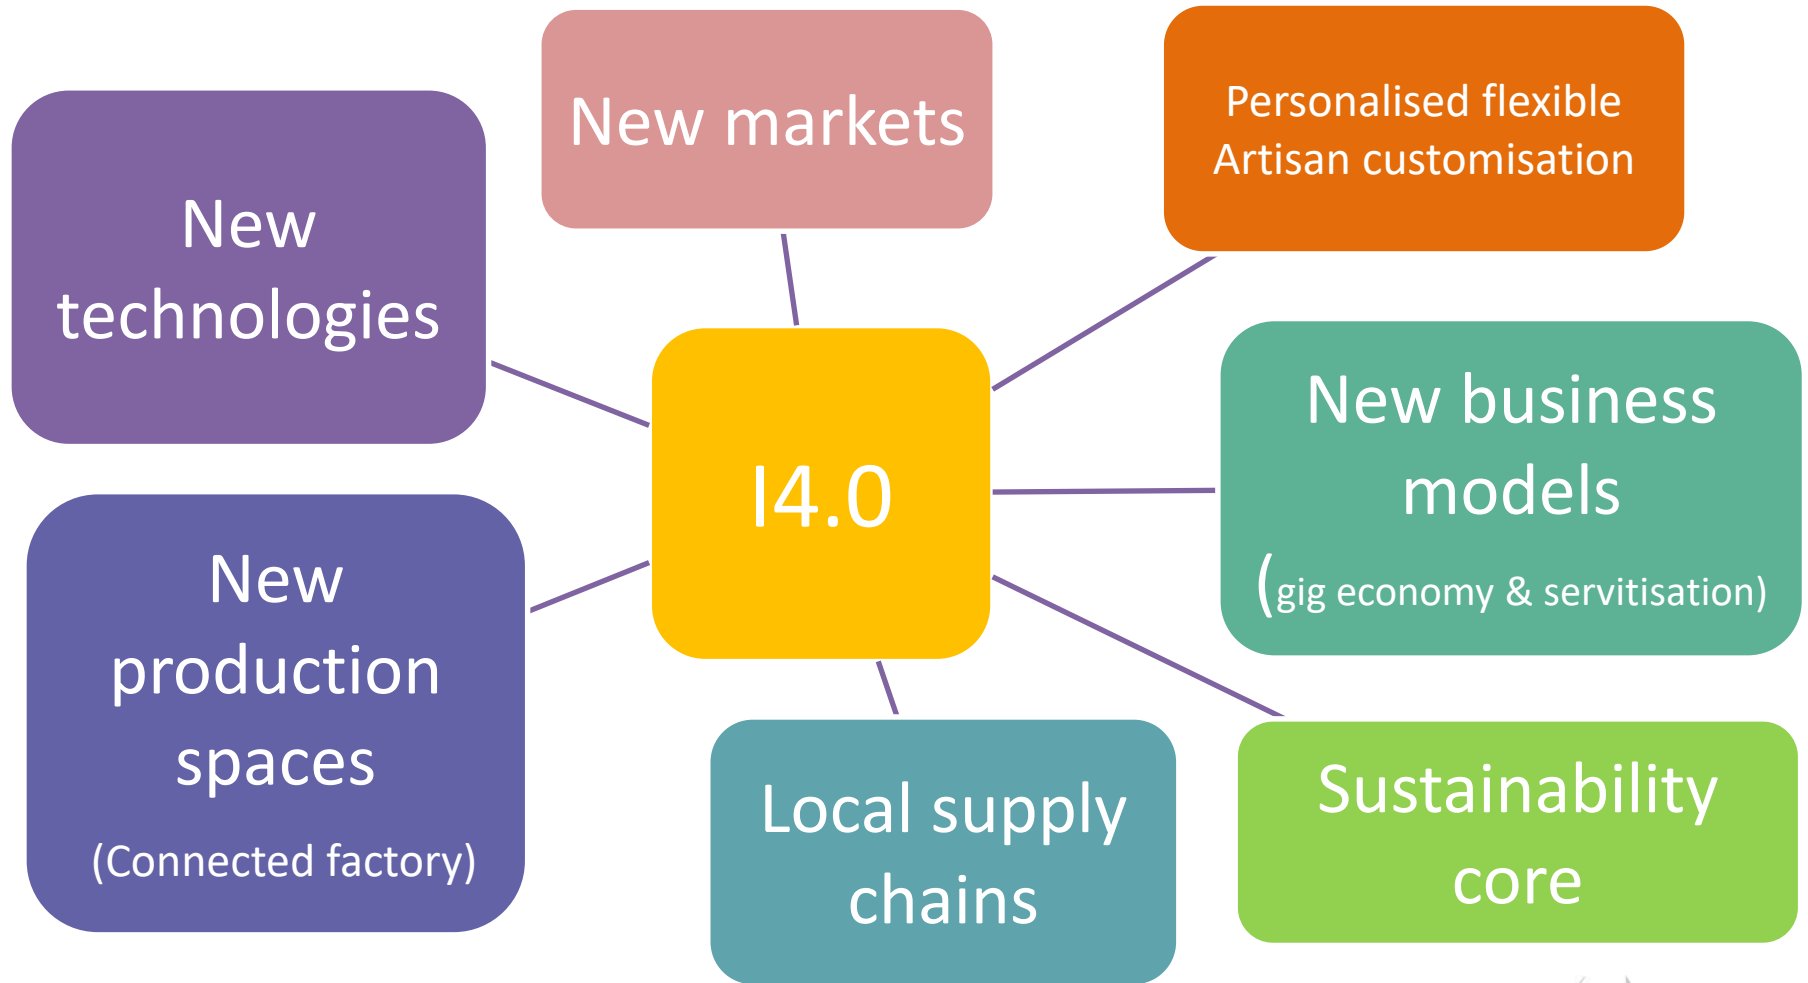 New markets
Personalised flexible
Artisan customisation
New
technologies
I4.0
New business
models
(gig economy & servitisation)
New
production
spaces
(Connected factory)
Local supply
chains
Sustainability
core